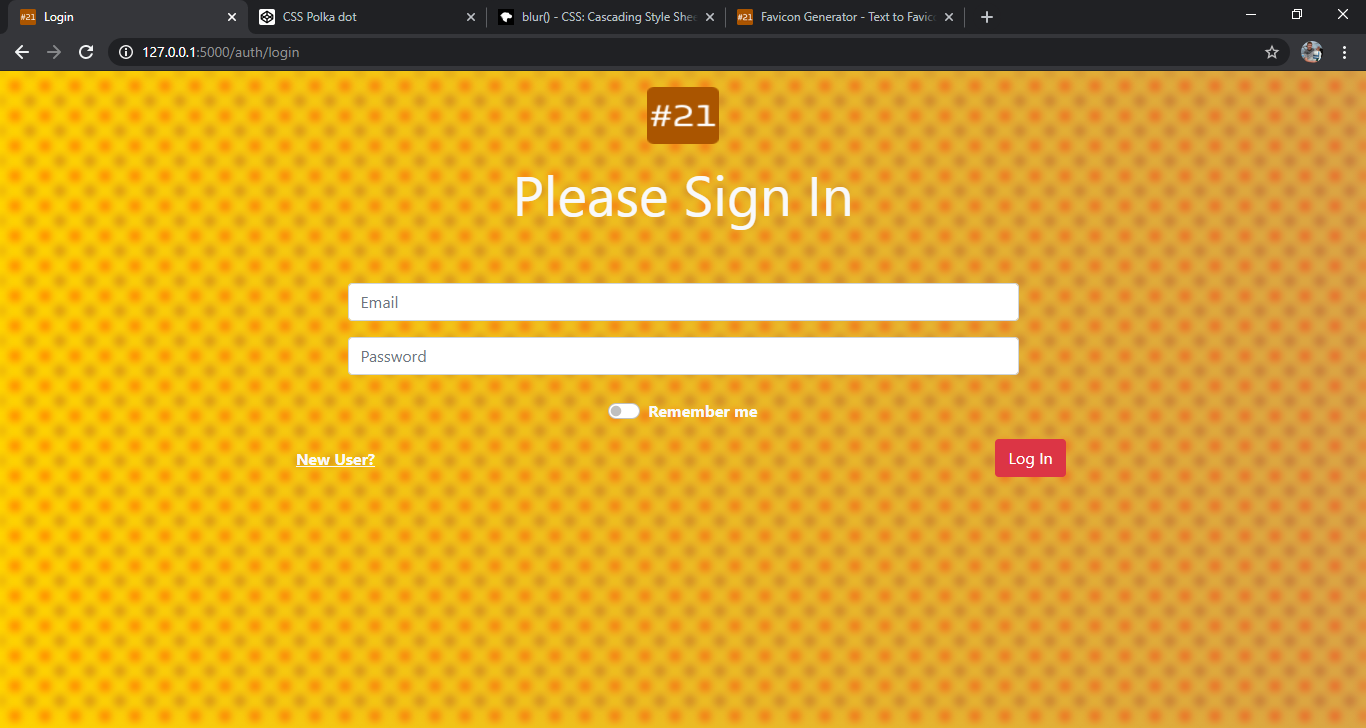 #21 Login
CSS Polka dot
blur() - CSS: Cascading Style She
#21 Favicon Generator - Text to Favic
127.0.0.1:5000/auth/login
#21
Please Sign In
Email
Password
Remember me
New User?
Log In